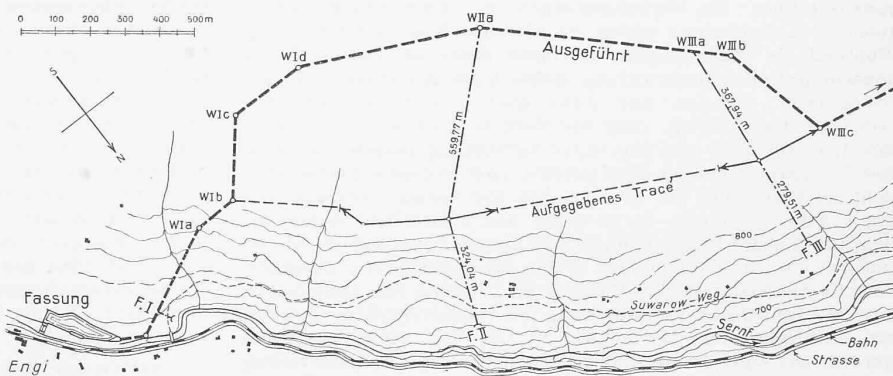 0 100 200 300 400 500 m
S
N
WIa
WIb
WIc
WId
WIIa
Ausgeführt
WIIIa
WIIIb
WIIIc
559,77 m
367,94 m
Aufgegebenes Trace
279,51 m
324,04 m
F. I
F. II
F. III
800
700
Suwarow-Weg
Sernf
Bahn
Strasse
Fassung
Engi